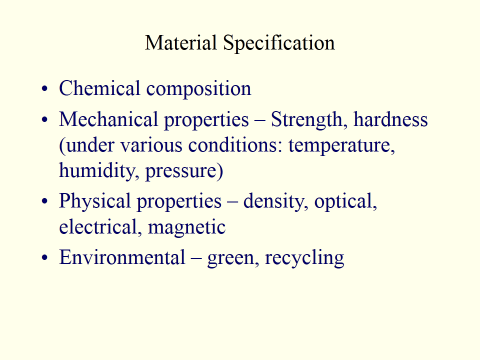 Material Specification
• Chemical composition
• Mechanical properties – Strength, hardness
(under various conditions: temperature,
humidity, pressure)
• Physical properties – density, optical,
electrical, magnetic
• Environmental – green, recycling